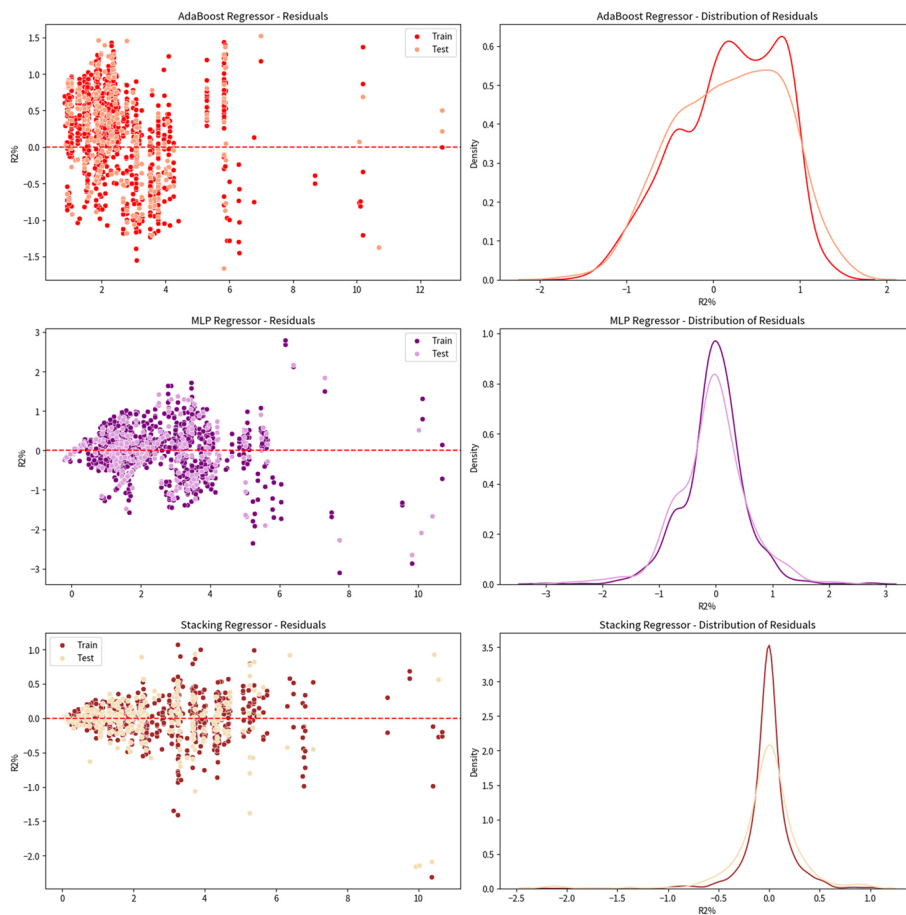 AdaBoost Regressor - Residuals
R2%
1.5
1.0
0.5
0.0
-0.5
-1.0
-1.5
Train
Test
2 4 6 8 10 12
AdaBoost Regressor - Distribution of Residuals
Density
0.6
0.5
0.4
0.3
0.2
0.1
0.0
-2 -1 0 1 2
R2%
MLP Regressor - Residuals
R2%
3
2
1
0
-1
-2
-3
Train
Test
0 2 4 6 8 10
MLP Regressor - Distribution of Residuals
Density
1.0
0.8
0.6
0.4
0.2
0.0
-3 -2 -1 0 1 2 3
R2%
Stacking Regressor - Residuals
R2%
1.0
0.5
0.0
-0.5
-1.0
-1.5
-2.0
Train
Test
0 2 4 6 8 10
Stacking Regressor - Distribution of Residuals
Density
3.5
3.0
2.5
2.0
1.5
1.0
0.5
0.0
-2.5 -2.0 -1.5 -1.0 -0.5 0.0 0.5 1.0
R2%